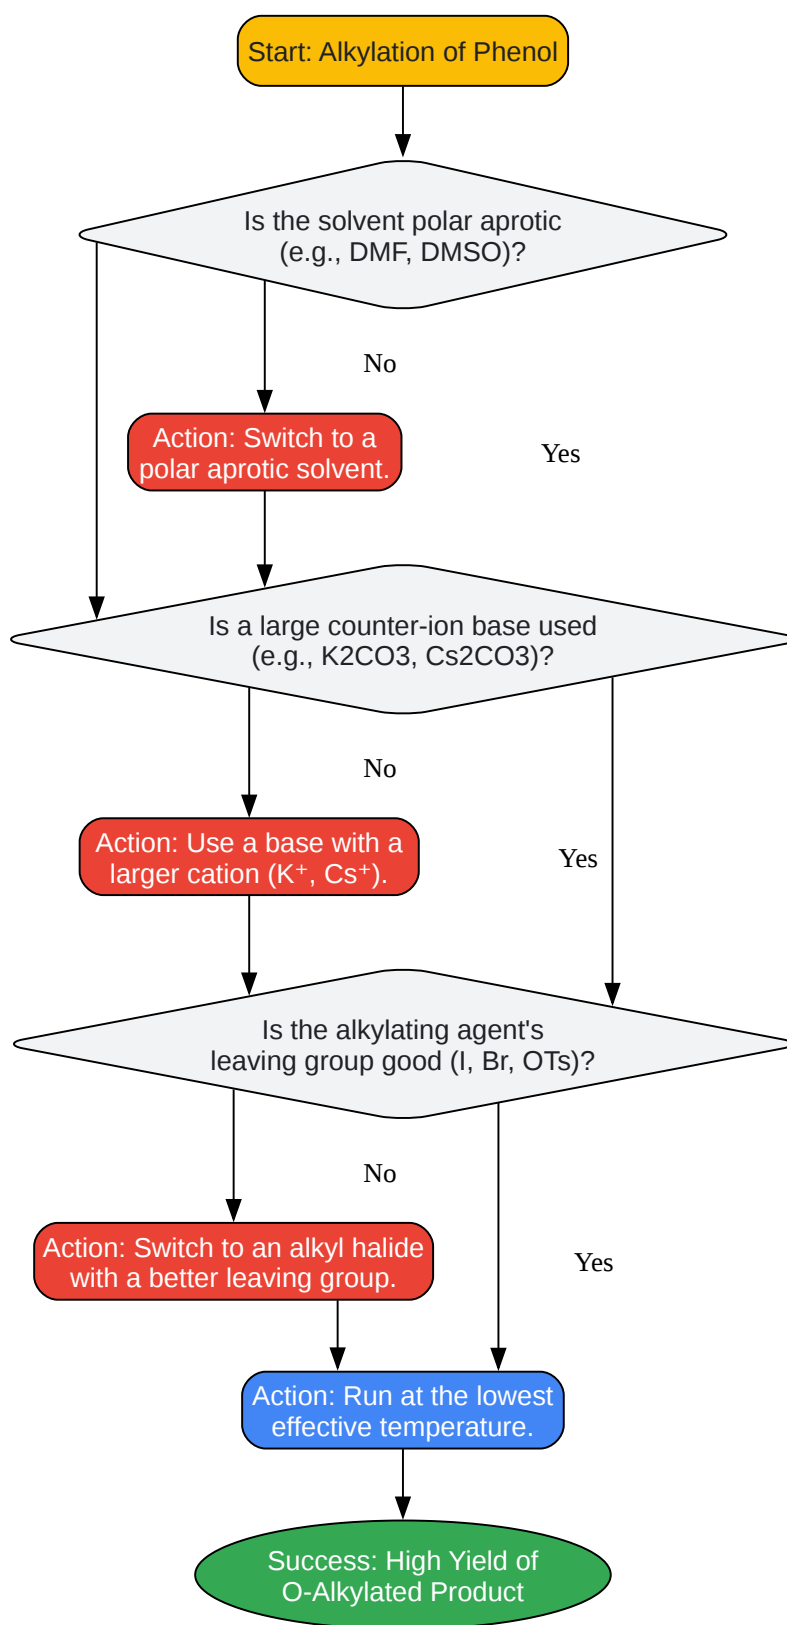 Start: Alkylation of Phenol
Is the solvent polar aprotic
(e.g., DMF, DMSO)?
No
Action: Switch to a
polar aprotic solvent.
Yes
Is a large counter-ion base used
(e.g., K2CO3, Cs2CO3)?
No
Action: Use a base with a
larger cation (K⁺, Cs⁺).
Yes
Is the alkylating agent's
leaving group good (I, Br, OTs)?
No
Action: Switch to an alkyl halide
with a better leaving group.
Yes
Action: Run at the lowest
effective temperature.
Success: High Yield of
O-Alkylated Product